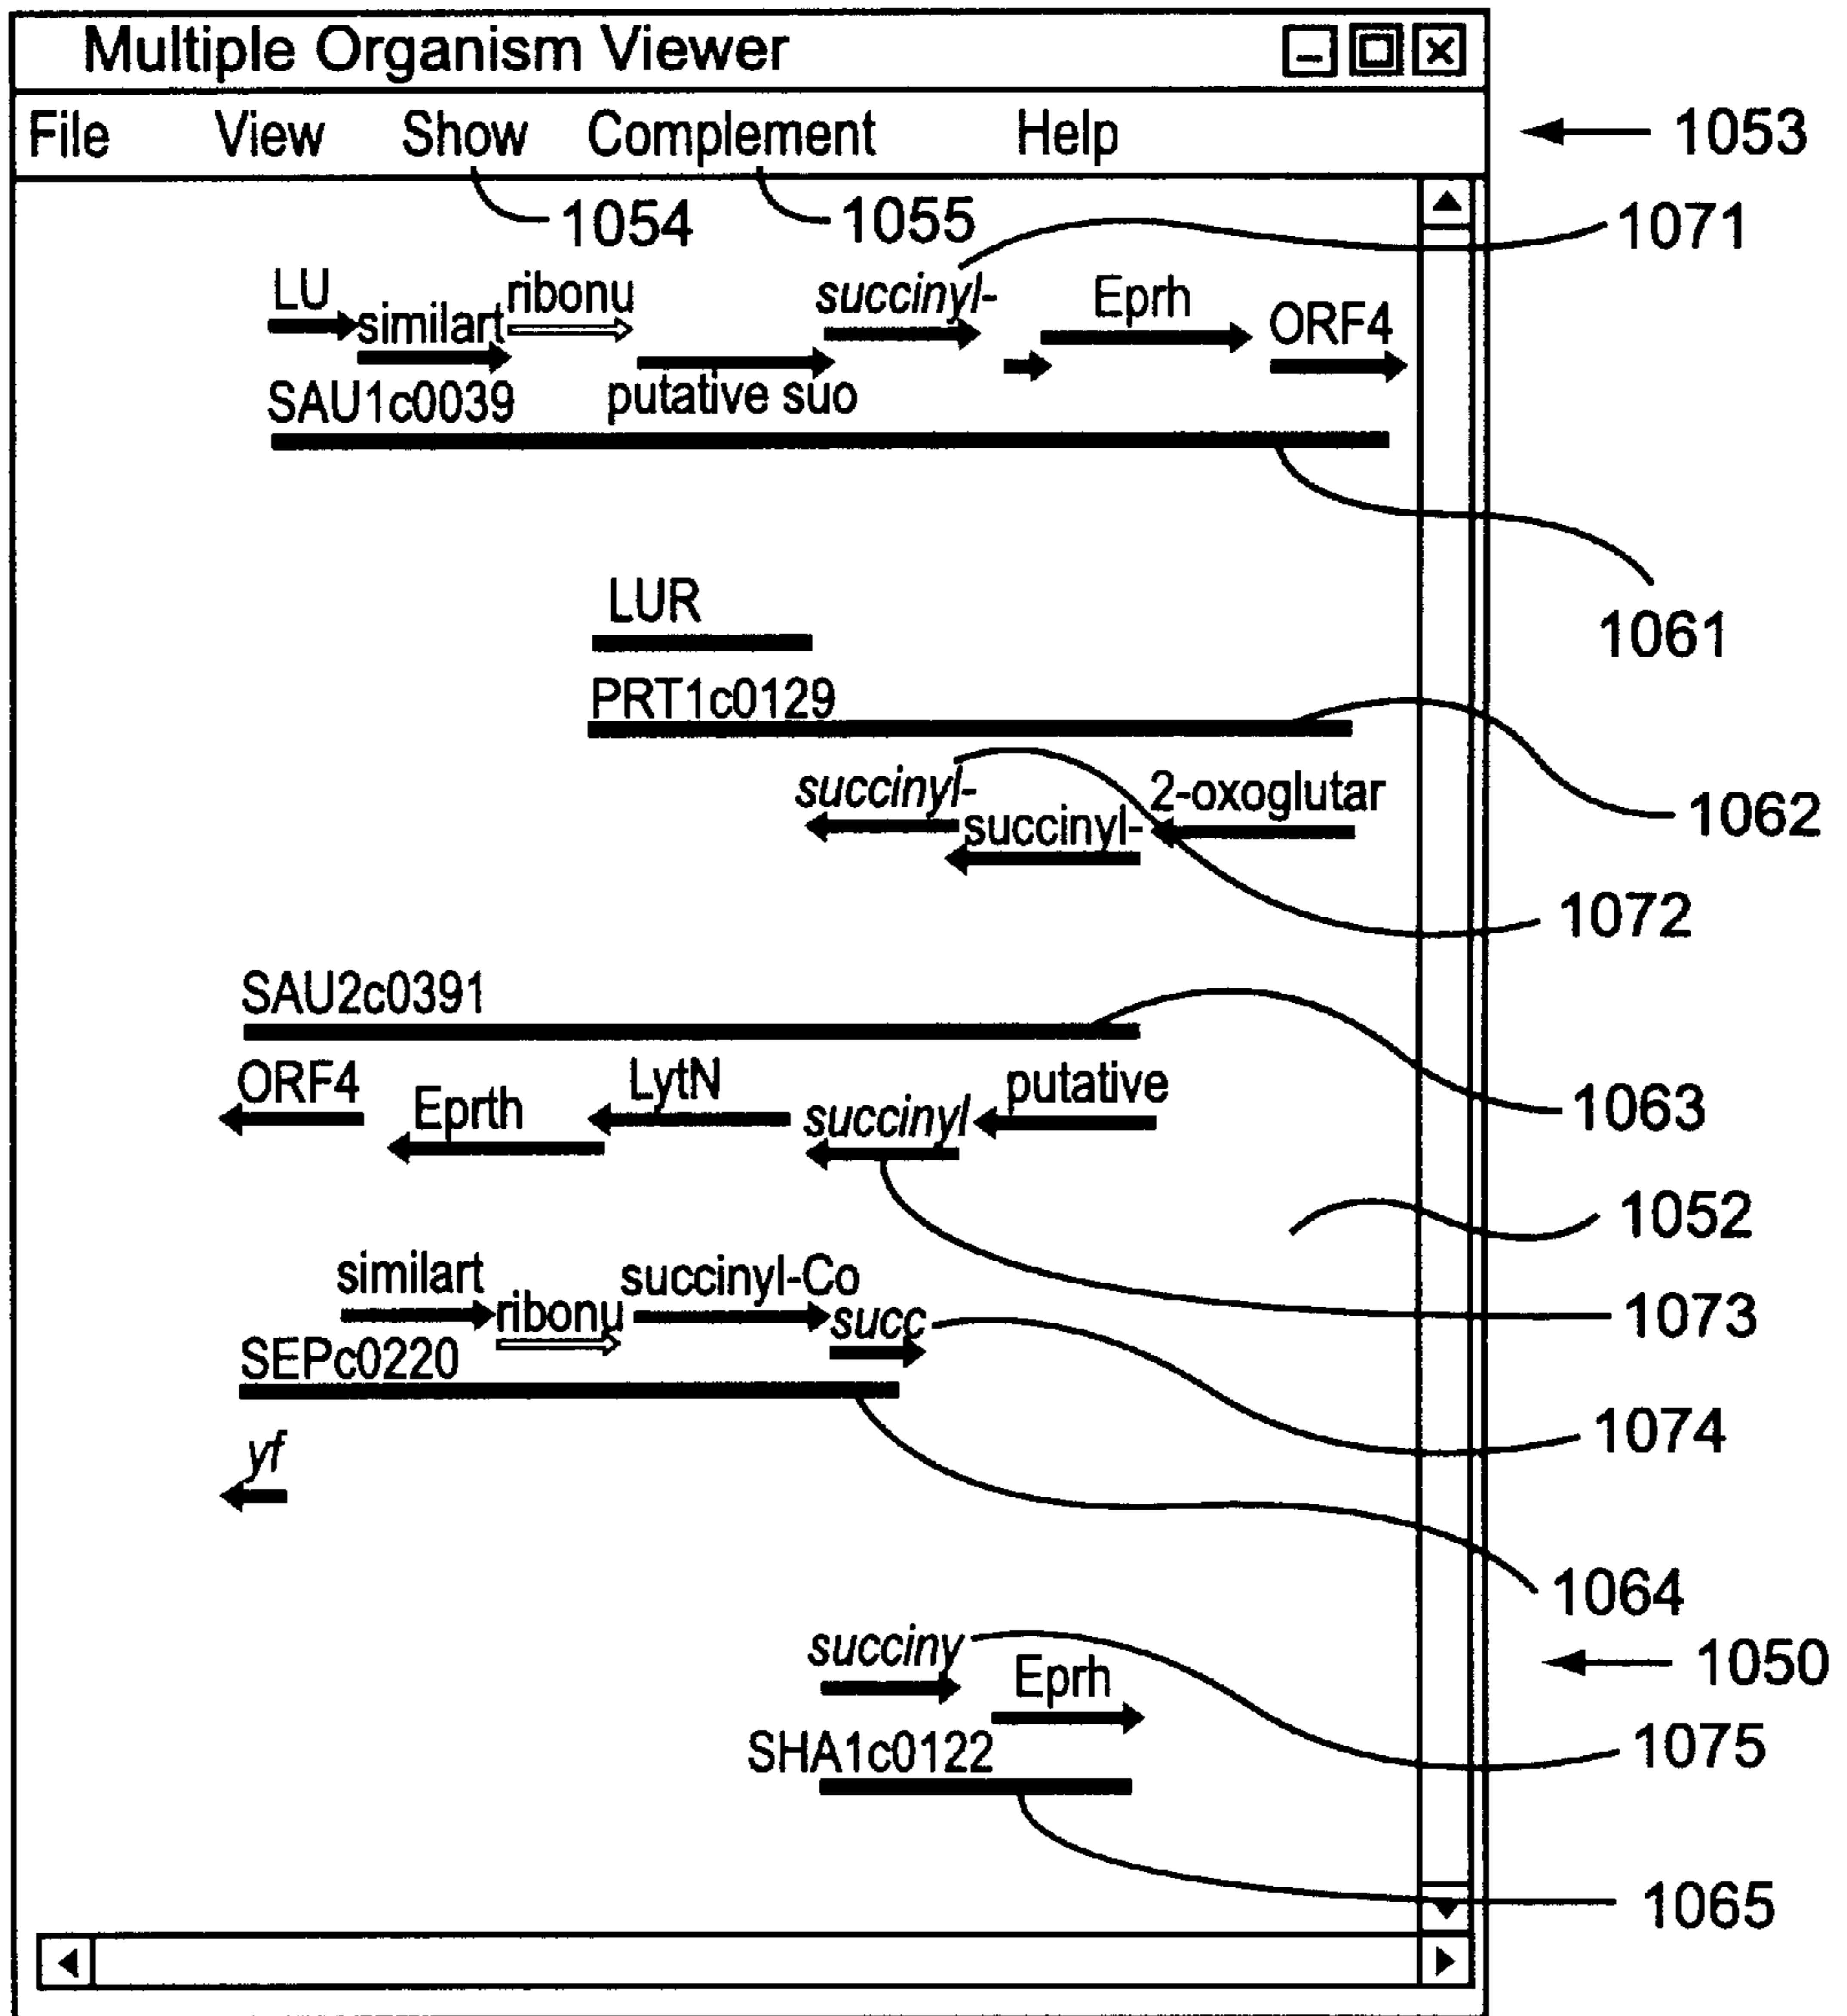 Multiple Organism Viewer
File View Show Complement Help
1053
1054
1055
1071
LU
similart
ribonu
succinyl-
Eprh
ORF4
SAU1c0039
putative suo
1061
LUR
PRT1c0129
1062
succinyl-
succinyl-
2-oxoglutar
1072
SAU2c0391
ORF4
Eprth
LytN
succinyl
putative
1063
1052
similart
ribonu
succinyl-Co
succ
1073
SEPc0220
1074
yf
1064
succiny
Eprh
1050
SHA1c0122
1075
1065